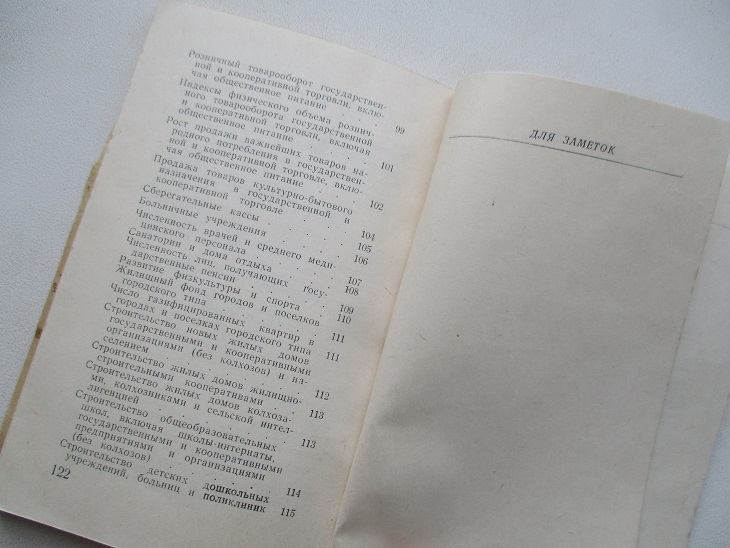 Розничный товарооборот государствен-
ной и кооперативной торговли, вклю-
чая общественное питание . . . 99
Индексы физического объема рознич-
ного товарооборота государственной
и кооперативной торговли, включая
общественное питание . . . . 101
Рост продажи важнейших товаров на-
родного потребления в государствен-
ной и кооперативной торговле, вклю-
чая общественное питание . . . 102
Продажа товаров культурно-бытового
назначения в государственной и
кооперативной торговле . . . . 104
Сберегательные кассы . . . . . 105
Больничные учреждения . . . . . 106
Численность врачей и среднего меди-
цинского персонала . . . . . 107
Санатории и дома отдыха . . . . 108
Численность лиц, получающих госу-
дарственные пенсии . . . . . 109
Развитие физкультуры и спорта . . 110
Жилищный фонд городов и поселков
городского типа . . . . . . 111
Число газифицированных квартир в
городах и поселках городского типа 111
Строительство новых жилых домов
государственными и кооперативными
организациями (без колхозов) и на-
селением . . . . . . . . 112
Строительство жилых домов жилищно-
строительными кооперативами . . 113
Строительство жилых домов колхоза-
ми, колхозниками и сельской интел-
лигенцией . . . . . . . . 113
Строительство общеобразовательных
школ, включая школы-интернаты,
государственными и кооперативными
предприятиями и организациями
(без колхозов) . . . . . . 114
Строительство детских дошкольных
учреждений, больниц и поликлиник 115
122
ДЛЯ ЗАМЕТОК